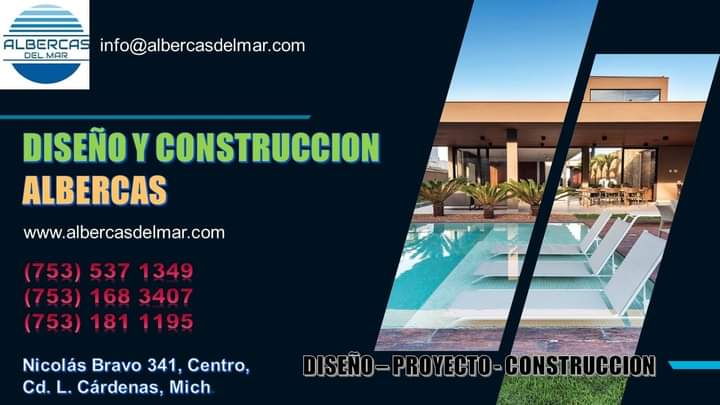 ALBERCAS
DEL MAR
info@albercasdelmar.com
DISEÑO Y CONSTRUCCION
ALBERCAS
www.albercasdelmar.com
(753) 537 1349
(753) 168 3407
(753) 181 1195
Nicolás Bravo 341, Centro,
Cd. L. Cárdenas, Mich.
DISEÑO – PROYECTO - CONSTRUCCION